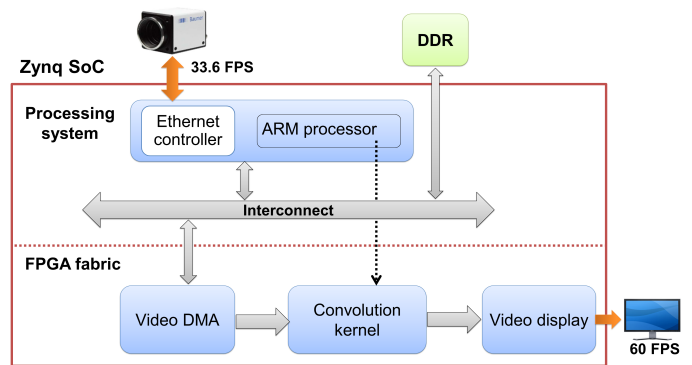 DDR
Zynq SoC
33.6 FPS
Processing
system
Ethernet
controller
ARM processor
Interconnect
FPGA fabric
Video DMA
Convolution
kernel
Video display
60 FPS